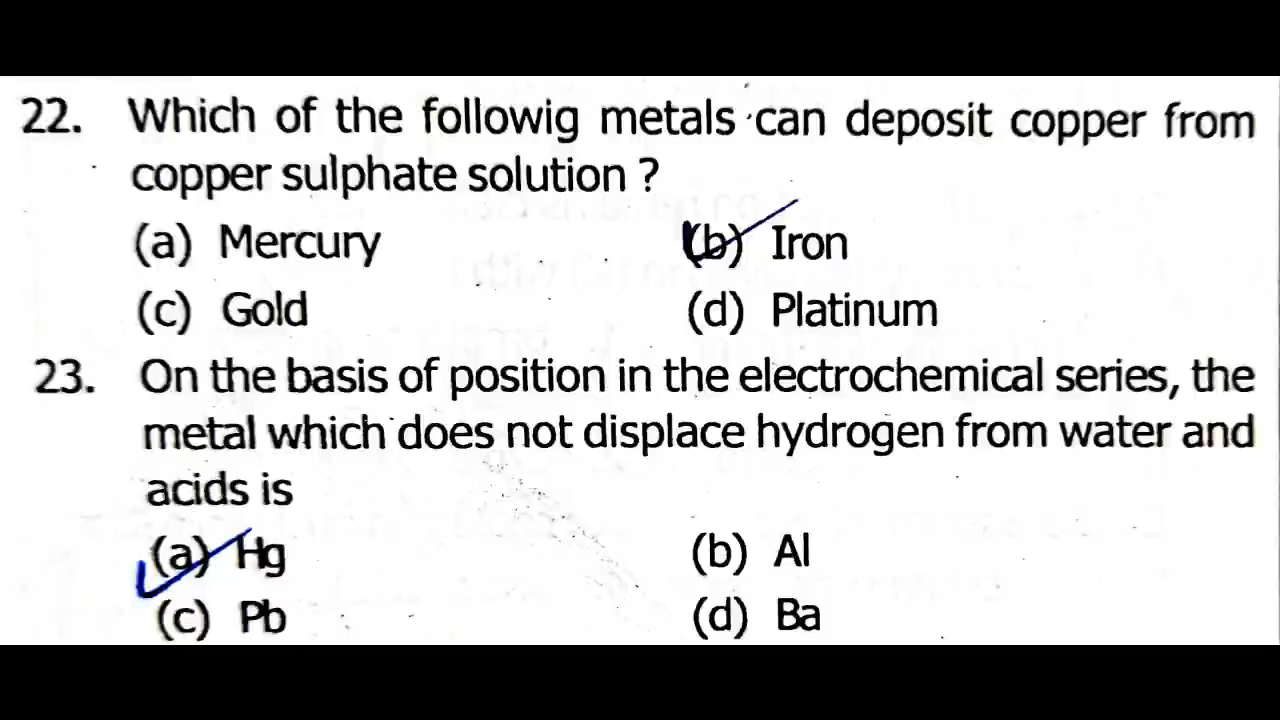 22. Which of the followig metals can deposit copper from
copper sulphate solution ?
(a) Mercury (b) Iron
(c) Gold (d) Platinum
23. On the basis of position in the electrochemical series, the
metal which does not displace hydrogen from water and
acids is
(a) Hg (b) Al
(c) Pb (d) Ba